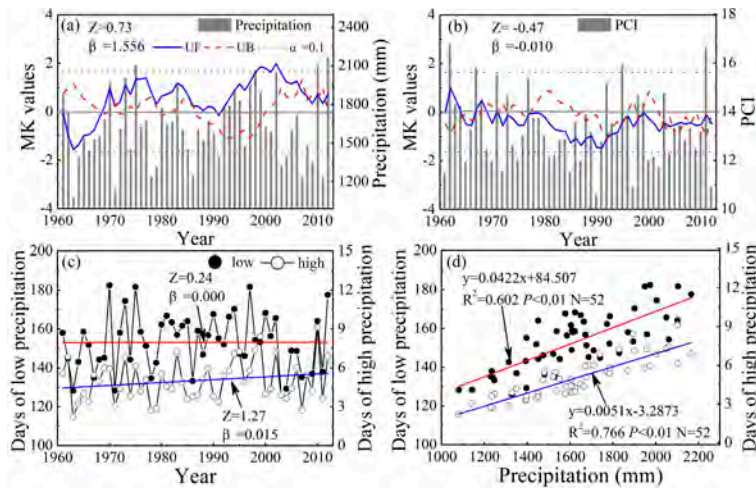 (a) Z=0.73 Precipitation
β=1.556 UF UB α=0.1
4
2
0
-2
-4
MK values
2400
2100
1800
1500
1200
Precipitation (mm)
1960 1970 1980 1990 2000 2010
Year
(b) Z= -0.47 PCI
β=-0.010
4
2
0
-2
-4
MK values
18
16
14
12
10
PCI
1960 1970 1980 1990 2000 2010
Year
(c) low high
Z=0.24
β=0.000
200
180
160
140
120
100
Days of low precipitation
15
12
9
6
3
0
Days of high precipitation
Z=1.27
β=0.015
1960 1970 1980 1990 2000 2010
Year
(d)
y=0.0422x+84.507
R²=0.602 P<0.01 N=52
200
180
160
140
120
100
Days of low precipitation
15
12
9
6
3
0
Days of high precipitation
y=0.0051x-3.2873
R²=0.766 P<0.01 N=52
1000 1200 1400 1600 1800 2000 2200
Precipitation (mm)